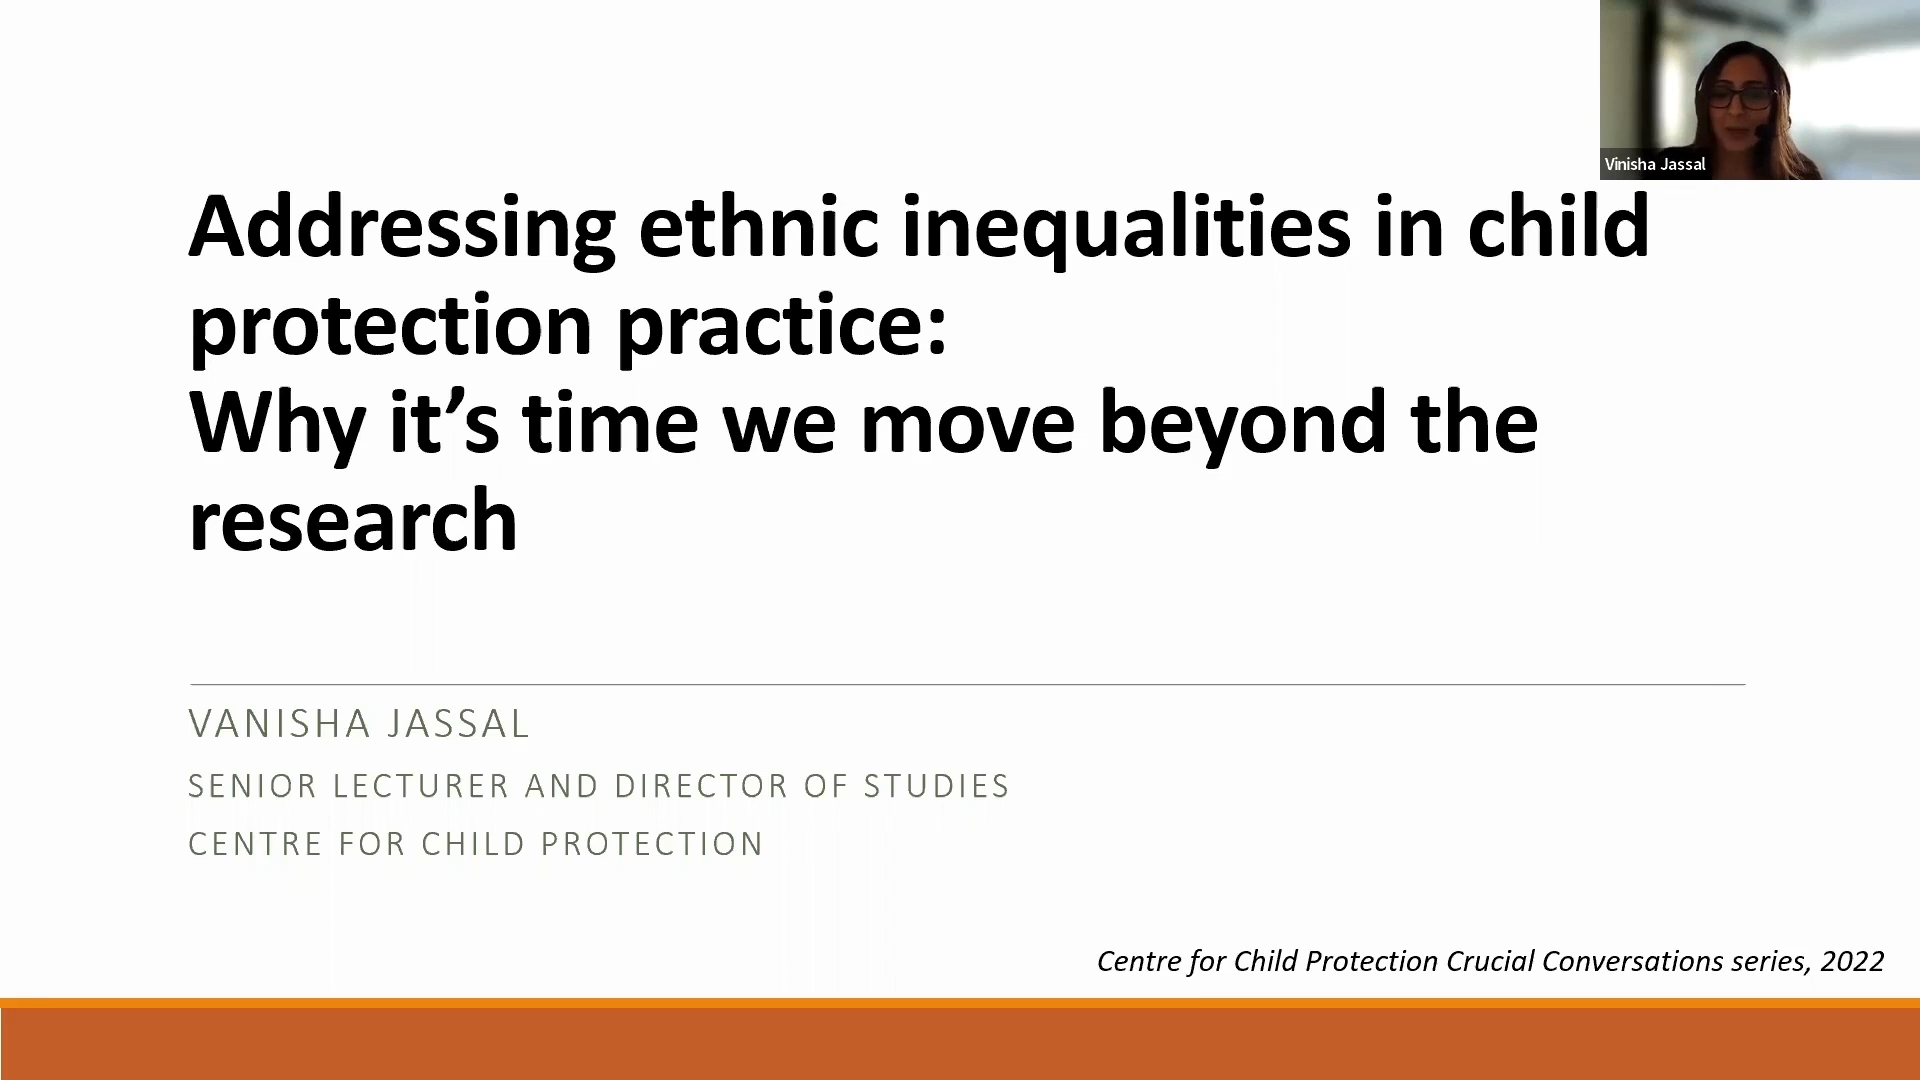 Vinisha Jassal
Addressing ethnic inequalities in child
protection practice:
Why it’s time we move beyond the
research
VANISHA JASSAL
SENIOR LECTURER AND DIRECTOR OF STUDIES
CENTRE FOR CHILD PROTECTION
Centre for Child Protection Crucial Conversations series, 2022